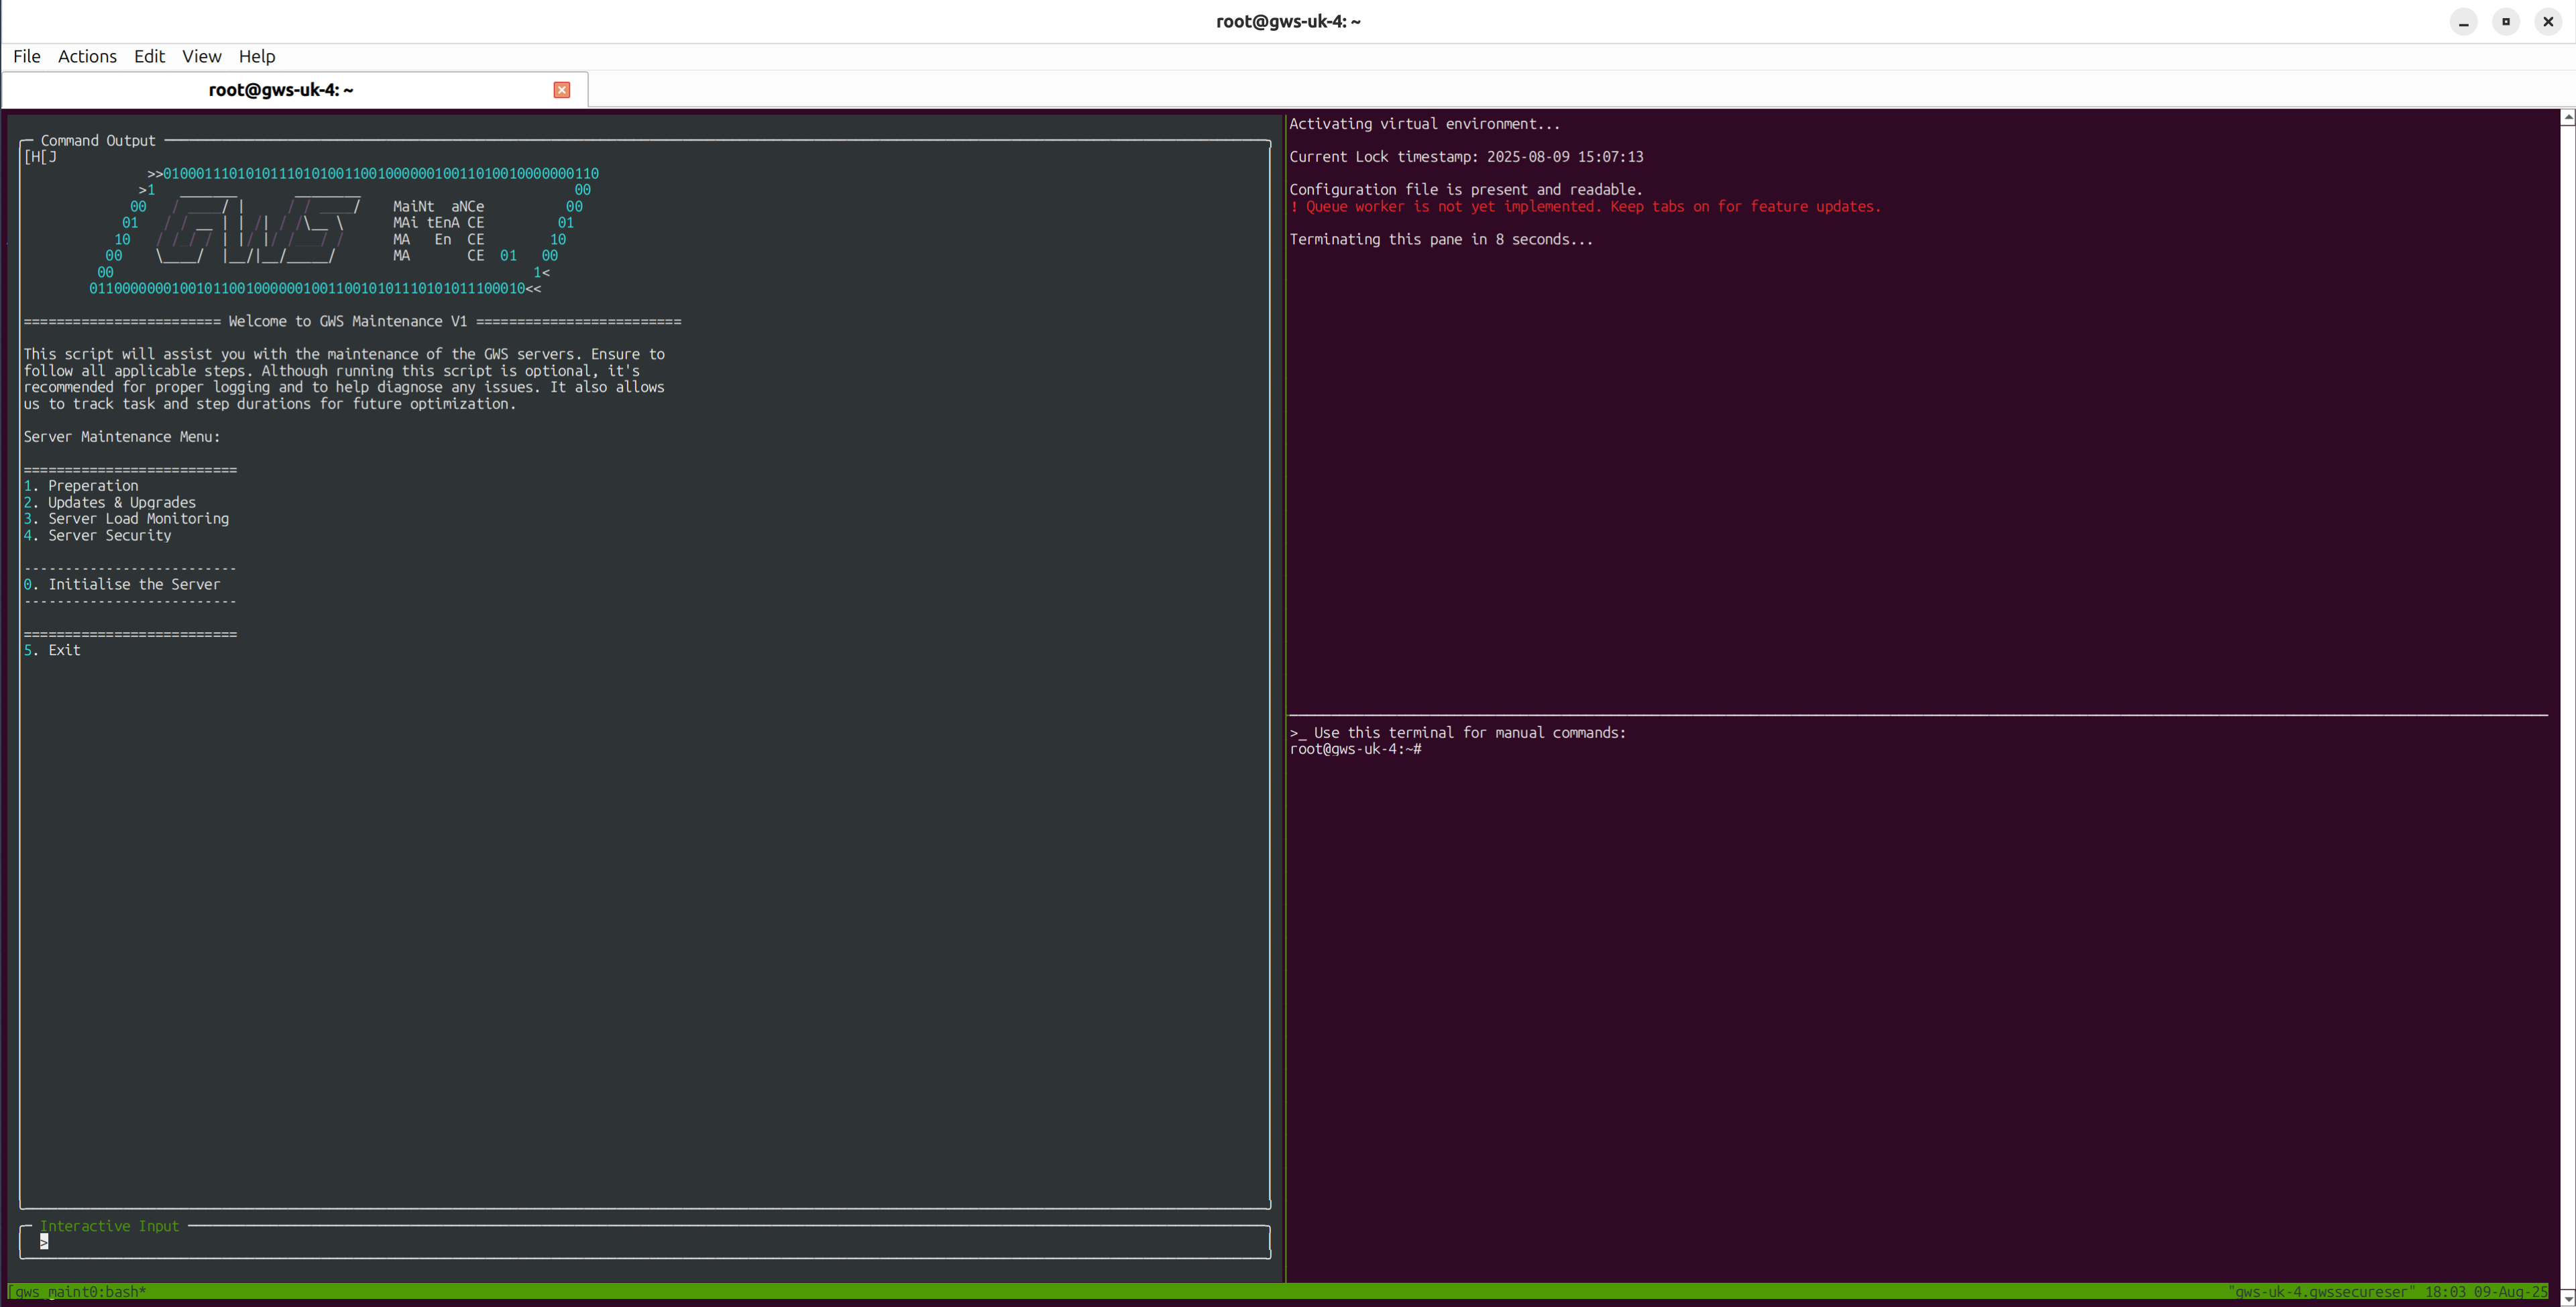 root@gws-uk-4: ~
File Actions Edit View Help
root@gws-uk-4: ~
Command Output
[H[J
>>01000111010101110101001100100000010011010010000000110
>1 00
00 MaiNt aNCe 00
01 MAi tEnA CE 01
10 MA En CE 10
00 MA CE 01 00
00 1<
01100000001001011001000000100110010101110101011100010<<
======================== Welcome to GWS Maintenance V1 =========================
This script will assist you with the maintenance of the GWS servers. Ensure to
follow all applicable steps. Although running this script is optional, it's
recommended for proper logging and to help diagnose any issues. It also allows
us to track task and step durations for future optimization.
Server Maintenance Menu:
==========================
1. Preperation
2. Updates & Upgrades
3. Server Load Monitoring
4. Server Security
--------------------------
0. Initialise the Server
--------------------------
==========================
5. Exit
Interactive Input
>
Activating virtual environment...
Current Lock timestamp: 2025-08-09 15:07:13
Configuration file is present and readable.
! Queue worker is not yet implemented. Keep tabs on for feature updates.
Terminating this pane in 8 seconds...
>_ Use this terminal for manual commands:
root@gws-uk-4:~#
[gws_maint0:bash* "gws-uk-4.gwssecureser" 18:03 09-Aug-25